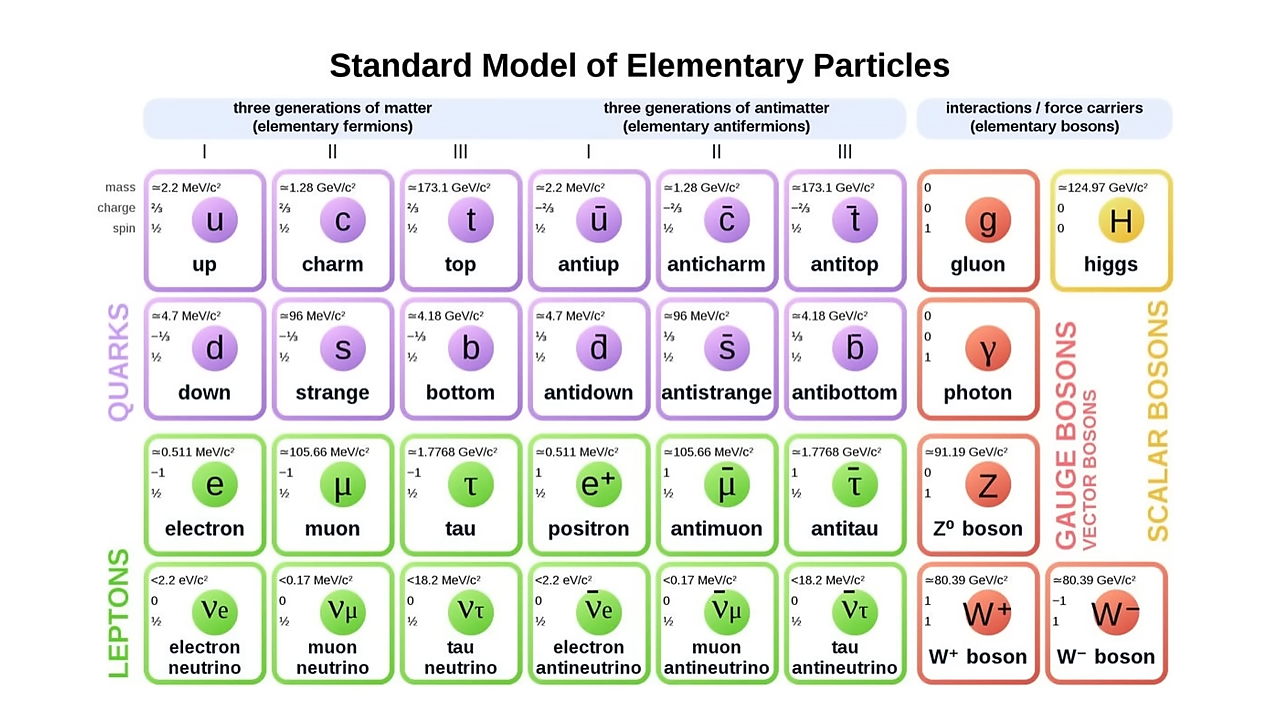 Standard Model of Elementary Particles
three generations of matter
(elementary fermions)
three generations of antimatter
(elementary antifermions)
interactions / force carriers
(elementary bosons)
I II III I II III
mass
charge
spin
≃2.2 MeV/c²
⅔
½
u
up
≃1.28 GeV/c²
⅔
½
c
charm
≃173.1 GeV/c²
⅔
½
t
top
≃2.2 MeV/c²
−⅔
½
ū
antiup
≃1.28 GeV/c²
−⅔
½
c̄
anticharm
≃173.1 GeV/c²
−⅔
½
t̄
antitop
0
0
1
g
gluon
≃124.97 GeV/c²
0
0
H
higgs
QUARKS
≃4.7 MeV/c²
−⅓
½
d
down
≃96 MeV/c²
−⅓
½
s
strange
≃4.18 GeV/c²
−⅓
½
b
bottom
≃4.7 MeV/c²
⅓
½
d̄
antidown
≃96 MeV/c²
⅓
½
s̄
antistrange
≃4.18 GeV/c²
⅓
½
b̄
antibottom
0
0
1
γ
photon
GAUGE BOSONS
VECTOR BOSONS
SCALAR BOSONS
LEPTONS
≃0.511 MeV/c²
−1
½
e
electron
≃105.66 MeV/c²
−1
½
μ
muon
≃1.7768 GeV/c²
−1
½
τ
tau
≃0.511 MeV/c²
1
½
e⁺
positron
≃105.66 MeV/c²
1
½
μ̄
antimuon
≃1.7768 GeV/c²
1
½
τ̄
antitau
≃91.19 GeV/c²
0
1
Z
Z⁰ boson
<2.2 eV/c²
0
½
νe
electron
neutrino
<0.17 MeV/c²
0
½
νμ
muon
neutrino
<18.2 MeV/c²
0
½
ντ
tau
neutrino
<2.2 eV/c²
0
½
ν̄e
electron
antineutrino
<0.17 MeV/c²
0
½
ν̄μ
muon
antineutrino
<18.2 MeV/c²
0
½
ν̄τ
tau
antineutrino
≃80.39 GeV/c²
1
1
W⁺
W⁺ boson
≃80.39 GeV/c²
−1
1
W⁻
W⁻ boson